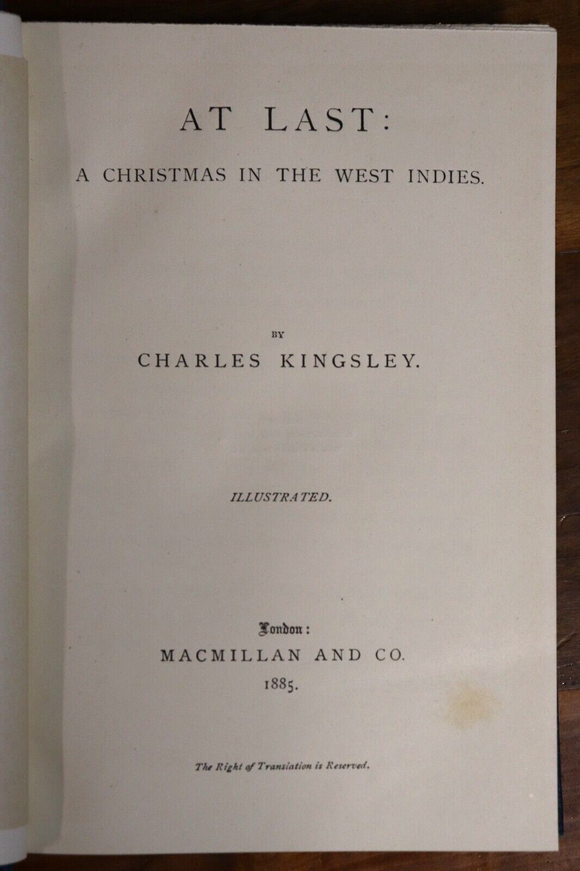 AT LAST:
A CHRISTMAS IN THE WEST INDIES.
BY
CHARLES KINGSLEY.
ILLUSTRATED.
London:
MACMILLAN AND CO.
1885.
The Right of Translation is Reserved.